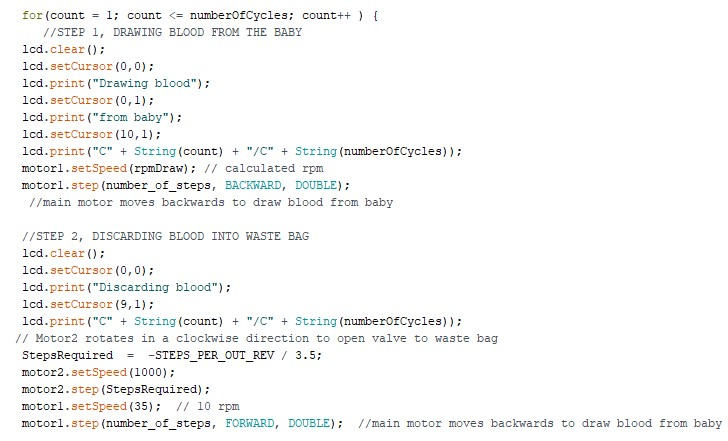 for(count = 1; count <= numberOfCycles; count++ ) {
//STEP 1, DRAWING BLOOD FROM THE BABY
lcd.clear();
lcd.setCursor(0,0);
lcd.print("Drawing blood");
lcd.setCursor(0,1);
lcd.print("from baby");
lcd.setCursor(10,1);
lcd.print("C" + String(count) + "/C" + String(numberOfCycles));
motor1.setSpeed(rpmDraw); // calculated rpm
motor1.step(number_of_steps, BACKWARD, DOUBLE);
//main motor moves backwards to draw blood from baby
//STEP 2, DISCARDING BLOOD INTO WASTE BAG
lcd.clear();
lcd.setCursor(0,0);
lcd.print("Discarding blood");
lcd.setCursor(9,1);
lcd.print("C" + String(count) + "/C" + String(numberOfCycles));
// Motor2 rotates in a clockwise direction to open valve to waste bag
StepsRequired = -STEPS_PER_OUT_REV / 3.5;
motor2.setSpeed(1000);
motor2.step(StepsRequired);
motor1.setSpeed(35); // 10 rpm
motor1.step(number_of_steps, FORWARD, DOUBLE); //main motor moves backwards to draw blood from baby